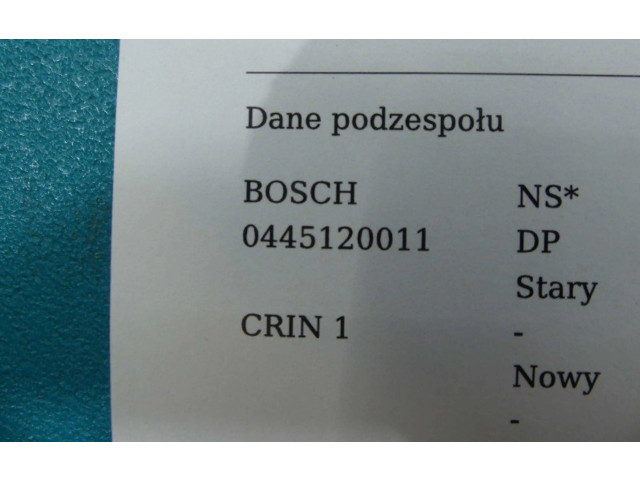 Dane podzespołu
BOSCH NS*
0445120011 DP
Stary
CRIN 1 -
Nowy
-